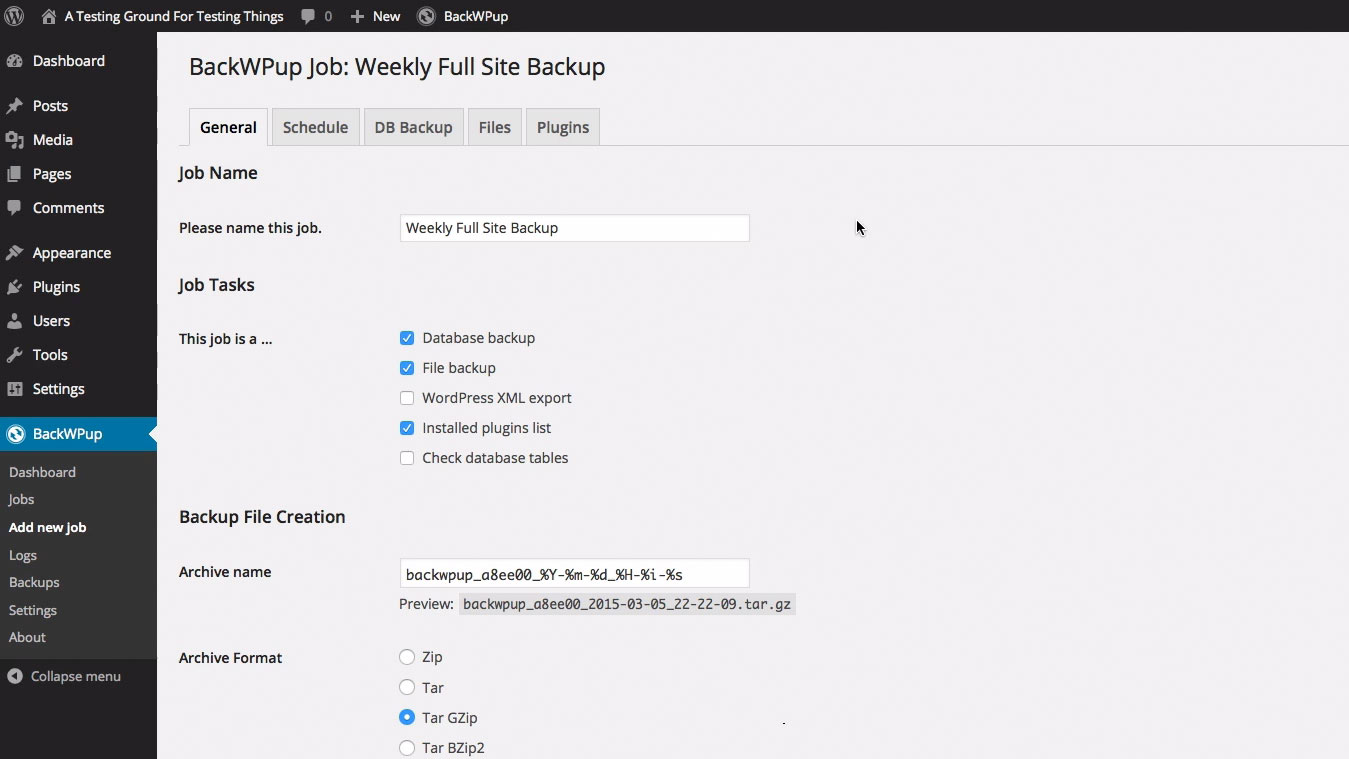 A Testing Ground For Testing Things 0 New BackWPup
Dashboard
Posts
Media
Pages
Comments
Appearance
Plugins
Users
Tools
Settings
BackWPup
Dashboard
Jobs
Add new job
Logs
Backups
Settings
About
Collapse menu
BackWPup Job: Weekly Full Site Backup
General Schedule DB Backup Files Plugins
Job Name
Please name this job. Weekly Full Site Backup
Job Tasks
This job is a ... Database backup
File backup
WordPress XML export
Installed plugins list
Check database tables
Backup File Creation
Archive name backwpup_a8ee00_%Y-%m-%d_%H-%i-%s
Preview: backwpup_a8ee00_2015-03-05_22-22-09.tar.gz
Archive Format Zip
Tar
Tar GZip
Tar BZip2